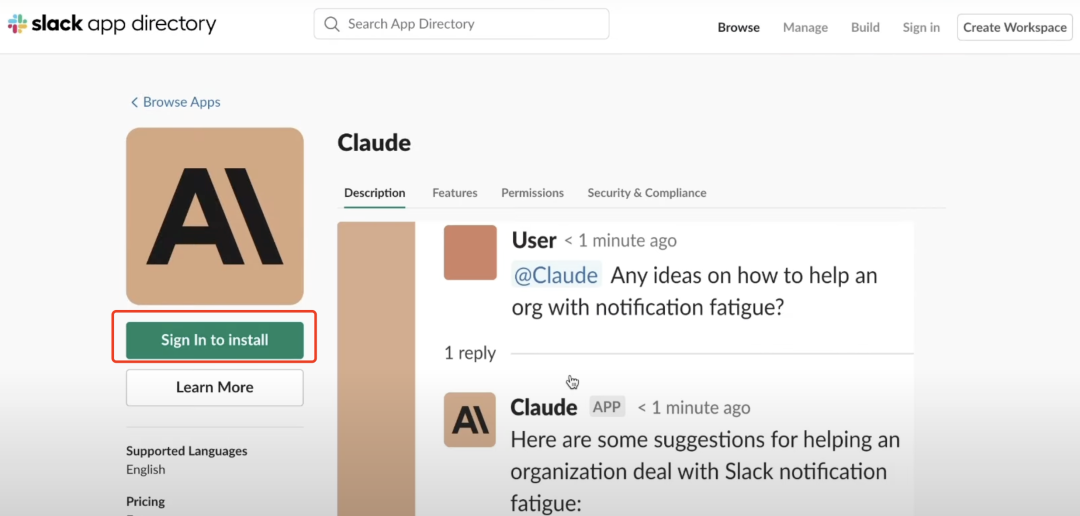 slack app directory
Search App Directory
Browse
Manage
Build
Sign in
Create Workspace
Browse Apps
Claude
Description
Features
Permissions
Security & Compliance
User < 1 minute ago
@Claude Any ideas on how to help an
org with notification fatigue?
1 reply
Claude APP < 1 minute ago
Here are some suggestions for helping an
organization deal with Slack notification
fatigue:
Sign In to install
Learn More
Supported Languages
English
Pricing